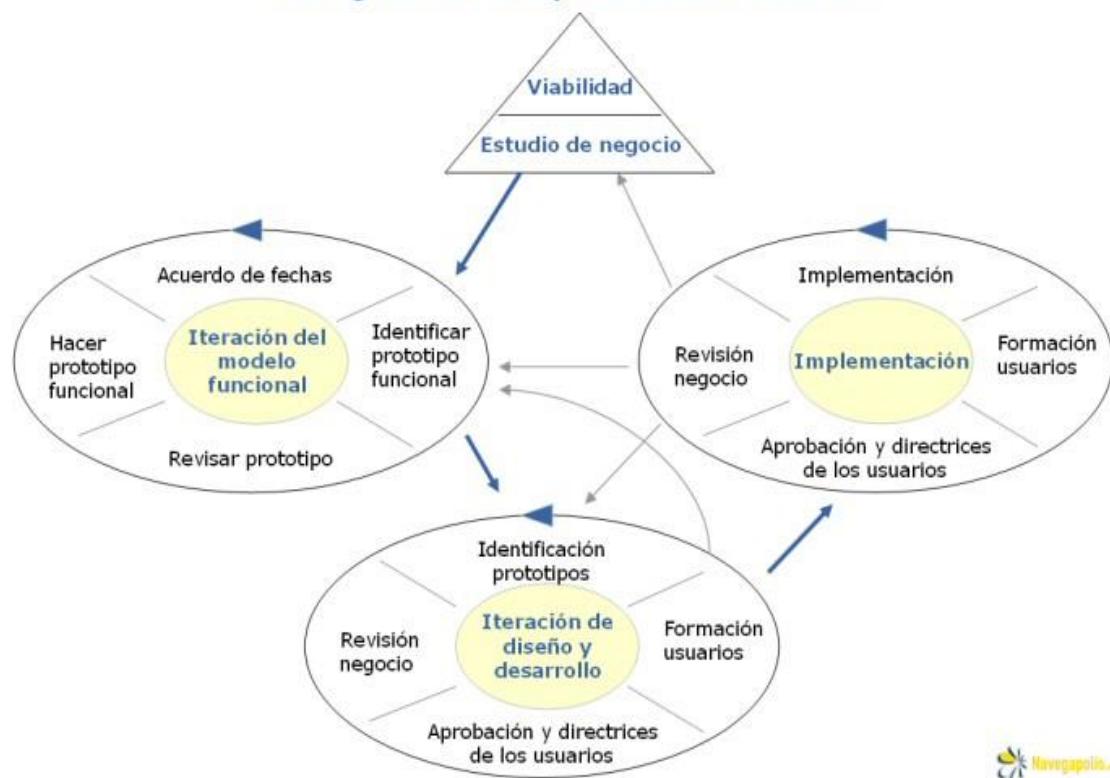 Viabilidad
Estudio de negocio
Acuerdo de fechas
Hacer
prototipo
funcional
Iteración del
modelo
funcional
Identificar
prototipo
funcional
Revisar prototipo
Implementación
Revisión
negocio
Implementación
Formación
usuarios
Aprobación y directrices
de los usuarios
Identificación
prototipos
Revisión
negocio
Iteración de
diseño y
desarrollo
Formación
usuarios
Aprobación y directrices
de los usuarios
Navegapolis